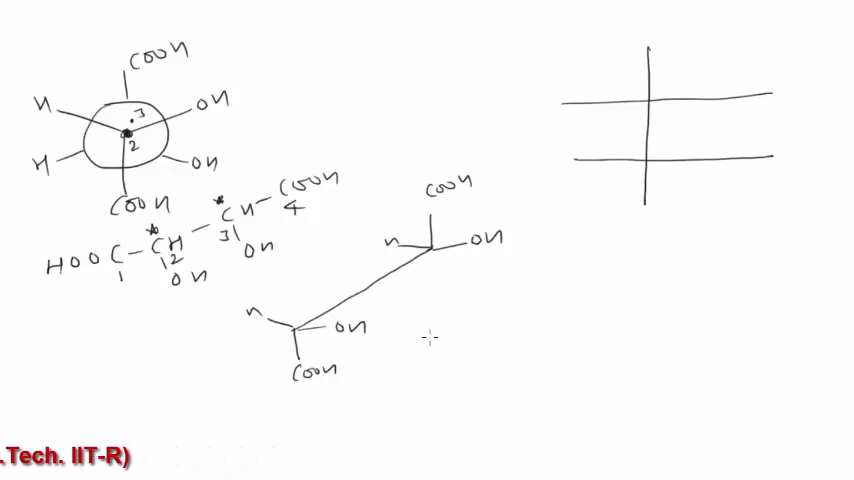 COOH
H
OH
3
2
H
OH
COOH
HOOC - CH - CH - COOH
* *
1 2 3 4
OH OH
COOH
H
OH
H
OH
COOH
.Tech. IIT-R)